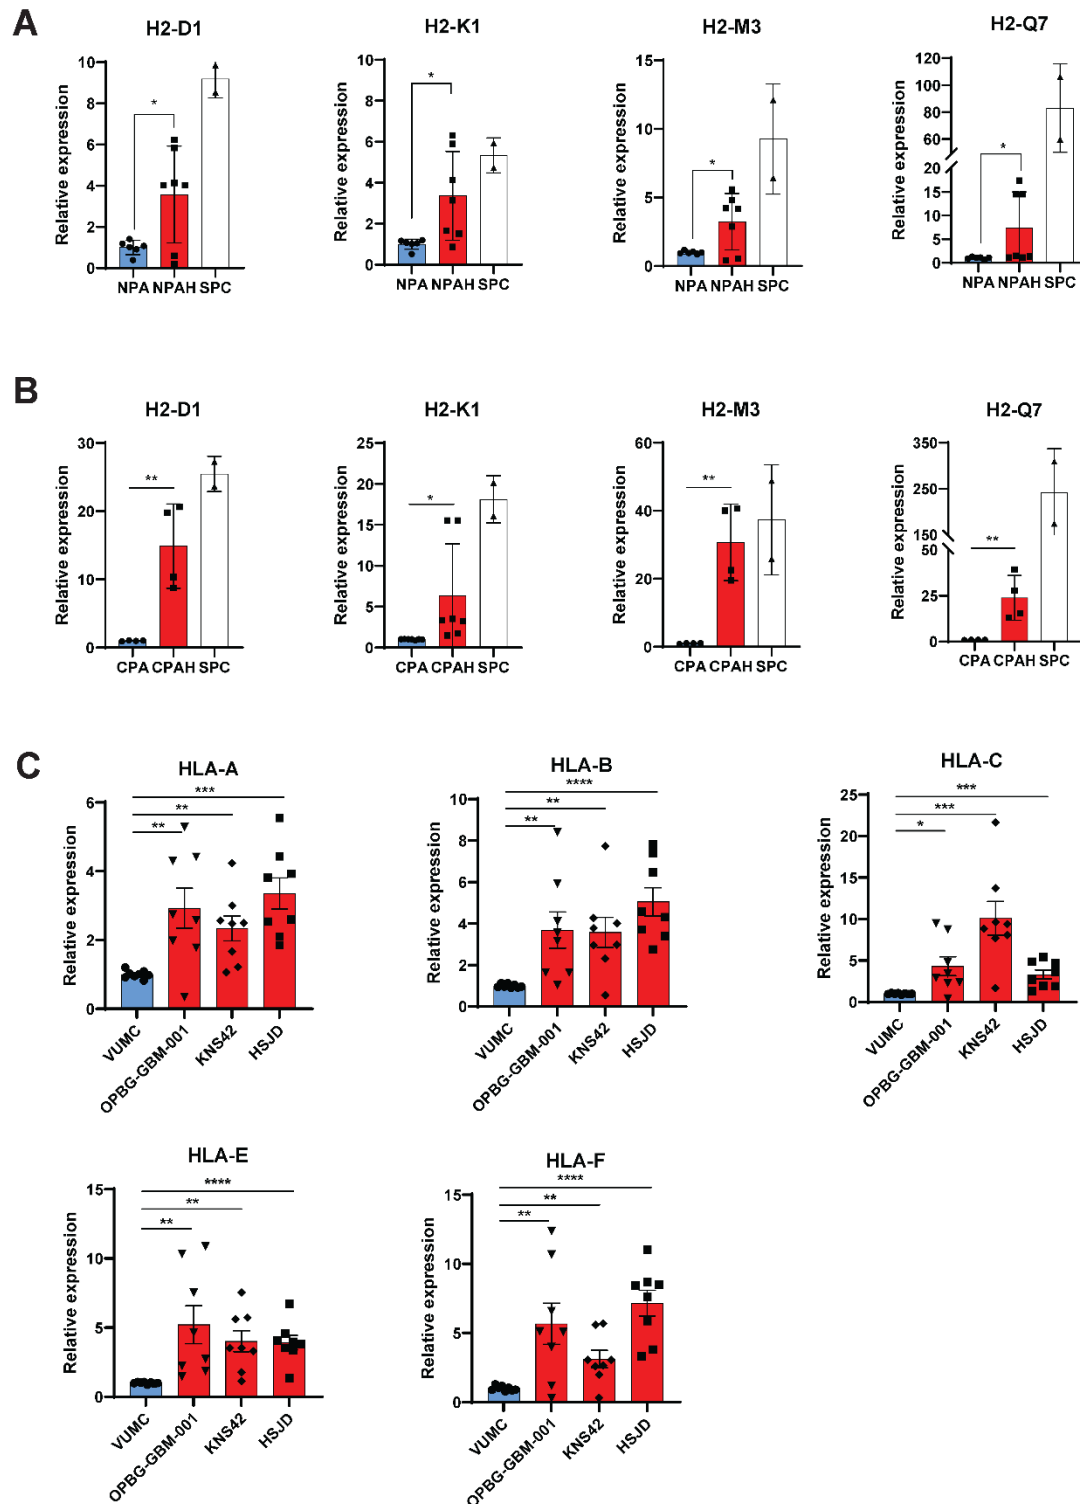 A
H2-D1
H2-K1
H2-M3
H2-Q7
Relative expression
10
8
6
4
2
0
*
NPA NPAH SPC
Relative expression
10
8
6
4
2
0
*
NPA NPAH SPC
Relative expression
15
10
5
0
*
NPA NPAH SPC
Relative expression
120
100
80
60
20
15
10
5
0
*
NPA NPAH SPC
B
H2-D1
H2-K1
H2-M3
H2-Q7
Relative expression
30
20
10
0
**
CPA CPAH SPC
Relative expression
25
20
15
10
5
0
*
CPA CPAH SPC
Relative expression
60
40
20
0
**
CPA CPAH SPC
Relative expression
350
250
150
50
25
0
**
CPA CPAH SPC
C
HLA-A
Relative expression
6
4
2
0
***
**
**
VUMC
OPBG-GBM-001
KNS42
HSJD
HLA-B
Relative expression
10
8
6
4
2
0
****
**
**
VUMC
OPBG-GBM-001
KNS42
HSJD
HLA-C
Relative expression
25
20
15
10
5
0
***
***
*
VUMC
OPBG-GBM-001
KNS42
HSJD
HLA-E
Relative expression
15
10
5
0
****
**
**
VUMC
OPBG-GBM-001
KNS42
HSJD
HLA-F
Relative expression
15
10
5
0
****
**
**
VUMC
OPBG-GBM-001
KNS42
HSJD